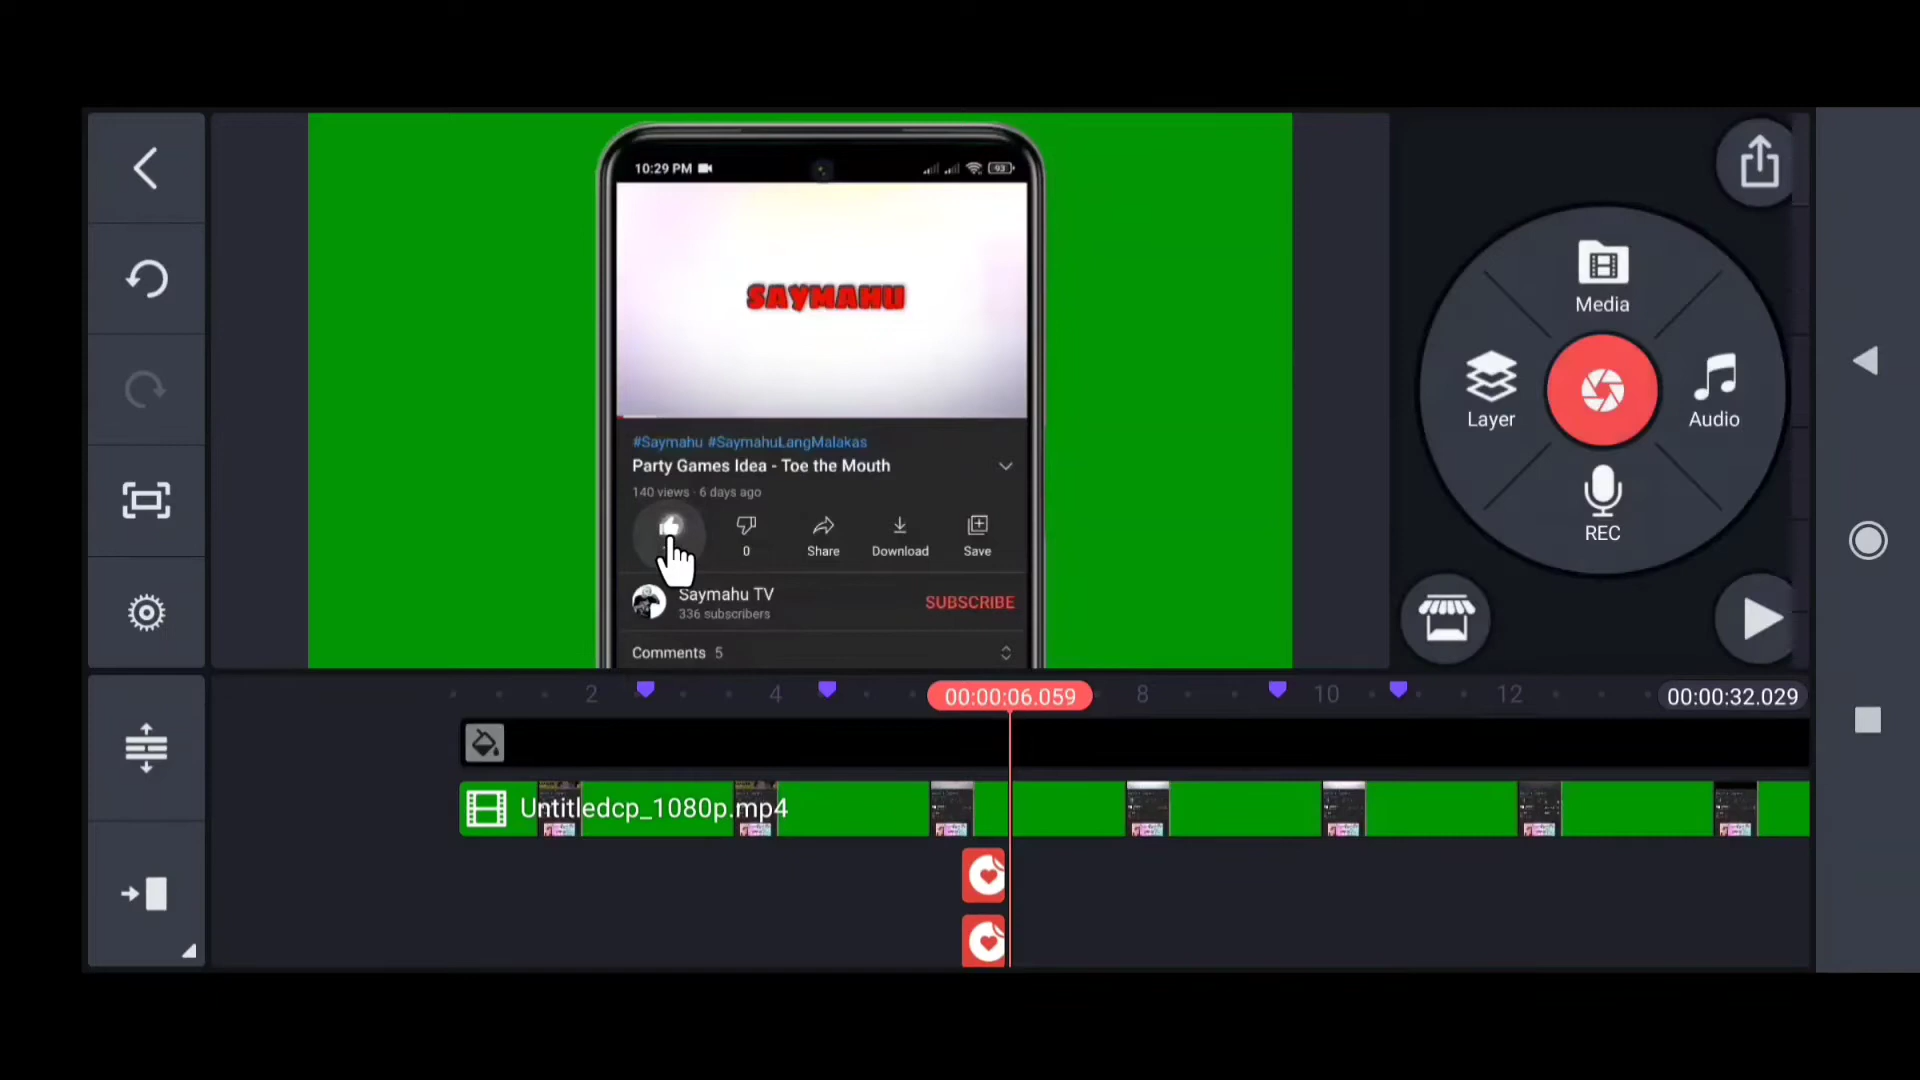 10:29 PM
93
SAYMAHU
#Saymahu #SaymahuLangMalakas
Party Games Idea - Toe the Mouth
140 views · 6 days ago
0
Share
Download
Save
Saymahu TV
336 subscribers
SUBSCRIBE
Comments 5
Media
Layer
Audio
REC
2
4
00:00:06.059
8
10
12
00:00:32.029
Untitledcp_1080p.mp4